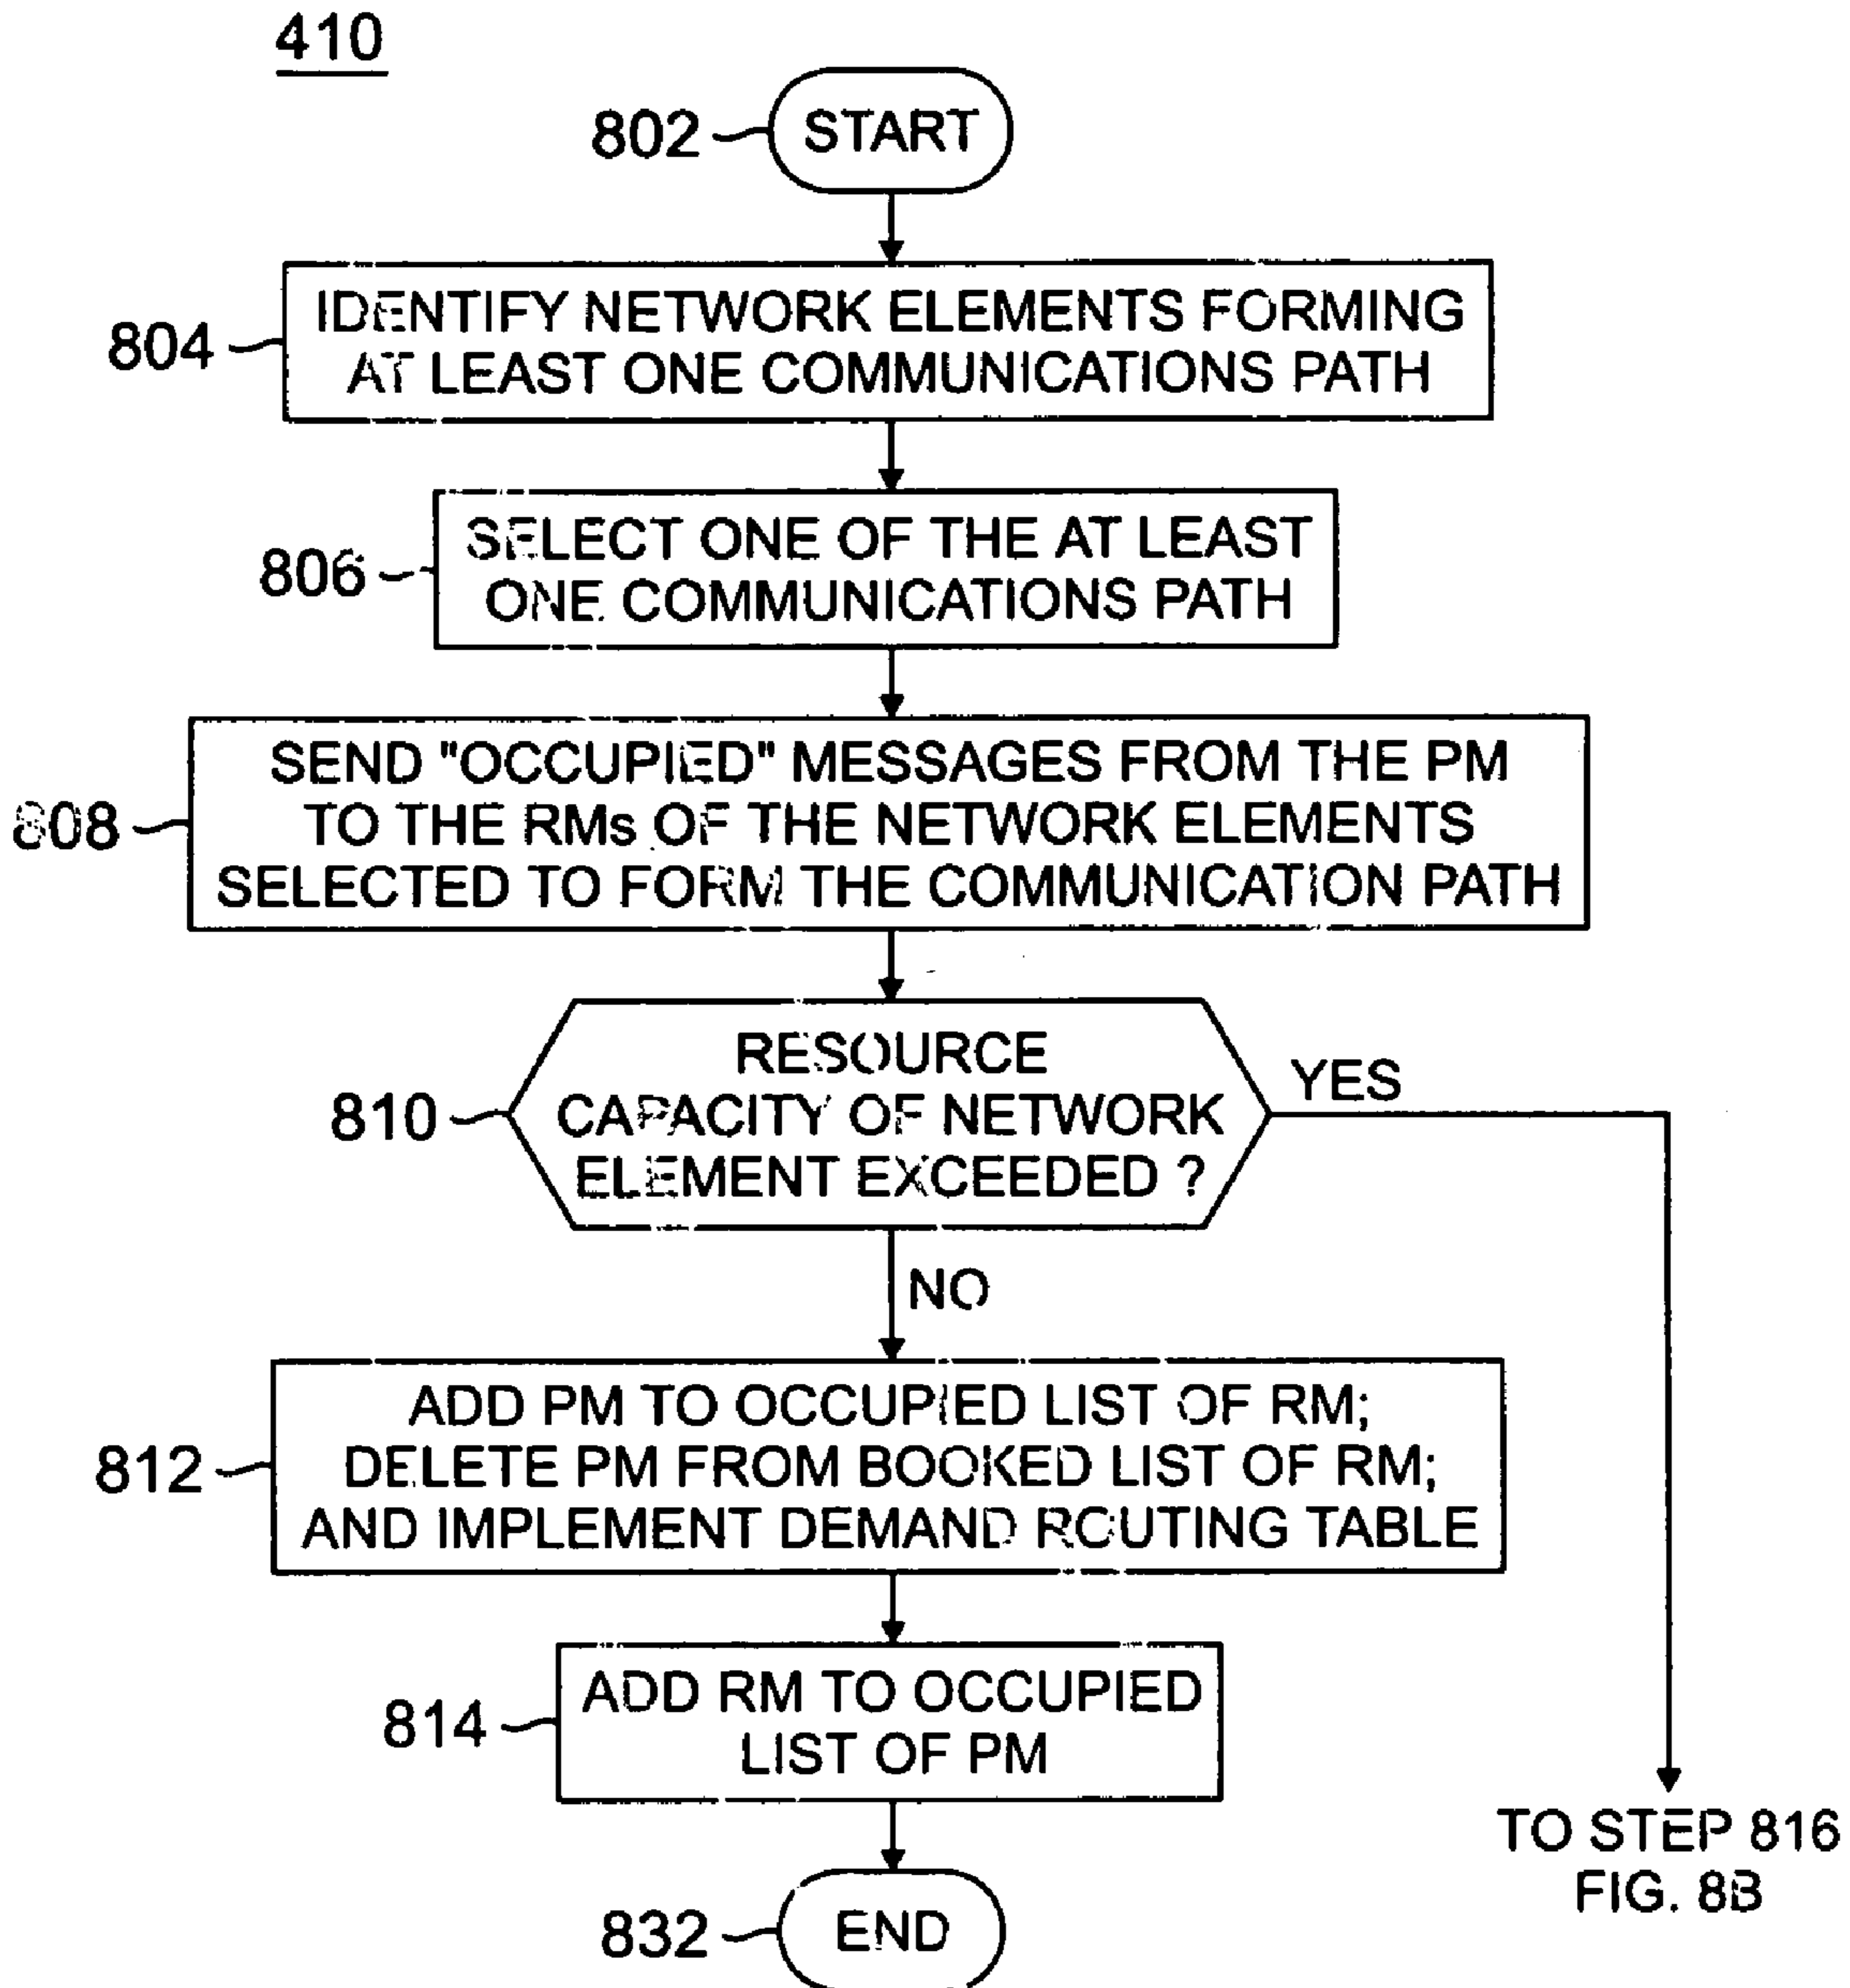 410
802
START
804
IDENTIFY NETWORK ELEMENTS FORMING
AT LEAST ONE COMMUNICATIONS PATH
806
SELECT ONE OF THE AT LEAST
ONE COMMUNICATIONS PATH
808
SEND "OCCUPIED" MESSAGES FROM THE PM
TO THE RMs OF THE NETWORK ELEMENTS
SELECTED TO FORM THE COMMUNICATION PATH
810
RESOURCE
CAPACITY OF NETWORK
ELEMENT EXCEEDED ?
YES
NO
812
ADD PM TO OCCUPIED LIST OF RM;
DELETE PM FROM BOOKED LIST OF RM;
AND IMPLEMENT DEMAND ROUTING TABLE
814
ADD RM TO OCCUPIED
LIST OF PM
TO STEP 816
FIG. 8B
832
END